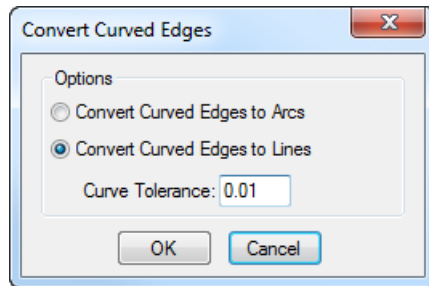 Convert Curved Edges
Options
Convert Curved Edges to Arcs
Convert Curved Edges to Lines
Curve Tolerance: 0.01
OK Cancel